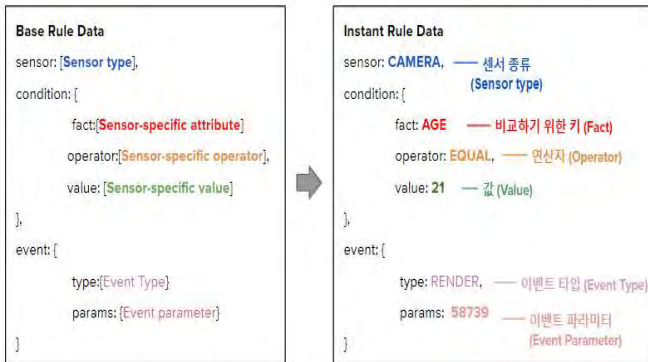 Base Rule Data
sensor: [Sensor type],
condition: {
fact:[Sensor-specific attribute]
operator:[Sensor-specific operator],
value: [Sensor-specific value]
},
event: {
type:[Event Type}
params: {Event parameter}
}
Instant Rule Data
sensor: CAMERA, 센서 종류
(Sensor type)
condition: {
fact: AGE 비교하기 위한 키 (Fact)
operator: EQUAL, 연산자 (Operator)
value: 21 값 (Value)
},
event: {
type: RENDER, 이벤트 타압 (Event Type)
params: 58739 이벤트 파라미터
(Event Parameter)
}